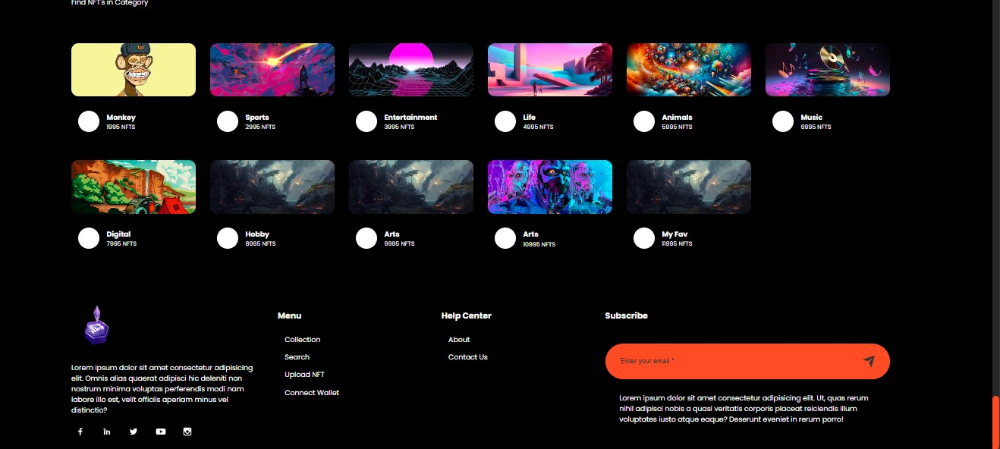 Find NFTs in Category
Monkey
1995 NFTS
Sports
2995 NFTS
Entertainment
3995 NFTS
Life
4995 NFTS
Animals
5995 NFTS
Music
6995 NFTS
Digital
7995 NFTS
Hobby
8995 NFTS
Arts
9995 NFTS
Arts
10995 NFTS
My Fav
11995 NFTS
NFT
Lorem ipsum dolor sit amet consectetur adipisicing
elit. Omnis alias quaerat adipisci hic deleniti non
nostrum minima voluptas perferendis modi nam
labore illo est, velit officiis aperiam minus vel
distinctio?
Menu
Collection
Search
Upload NFT
Connect Wallet
Help Center
About
Contact Us
Subscribe
Enter your email *
Lorem ipsum dolor sit amet consectetur adipisicing elit. Ut, quas rerum
nihil adipisci nobis a quasi veritatis corporis placeat reiciendis illum
voluptates iusto atque eaque? Deserunt eveniet in rerum porro!